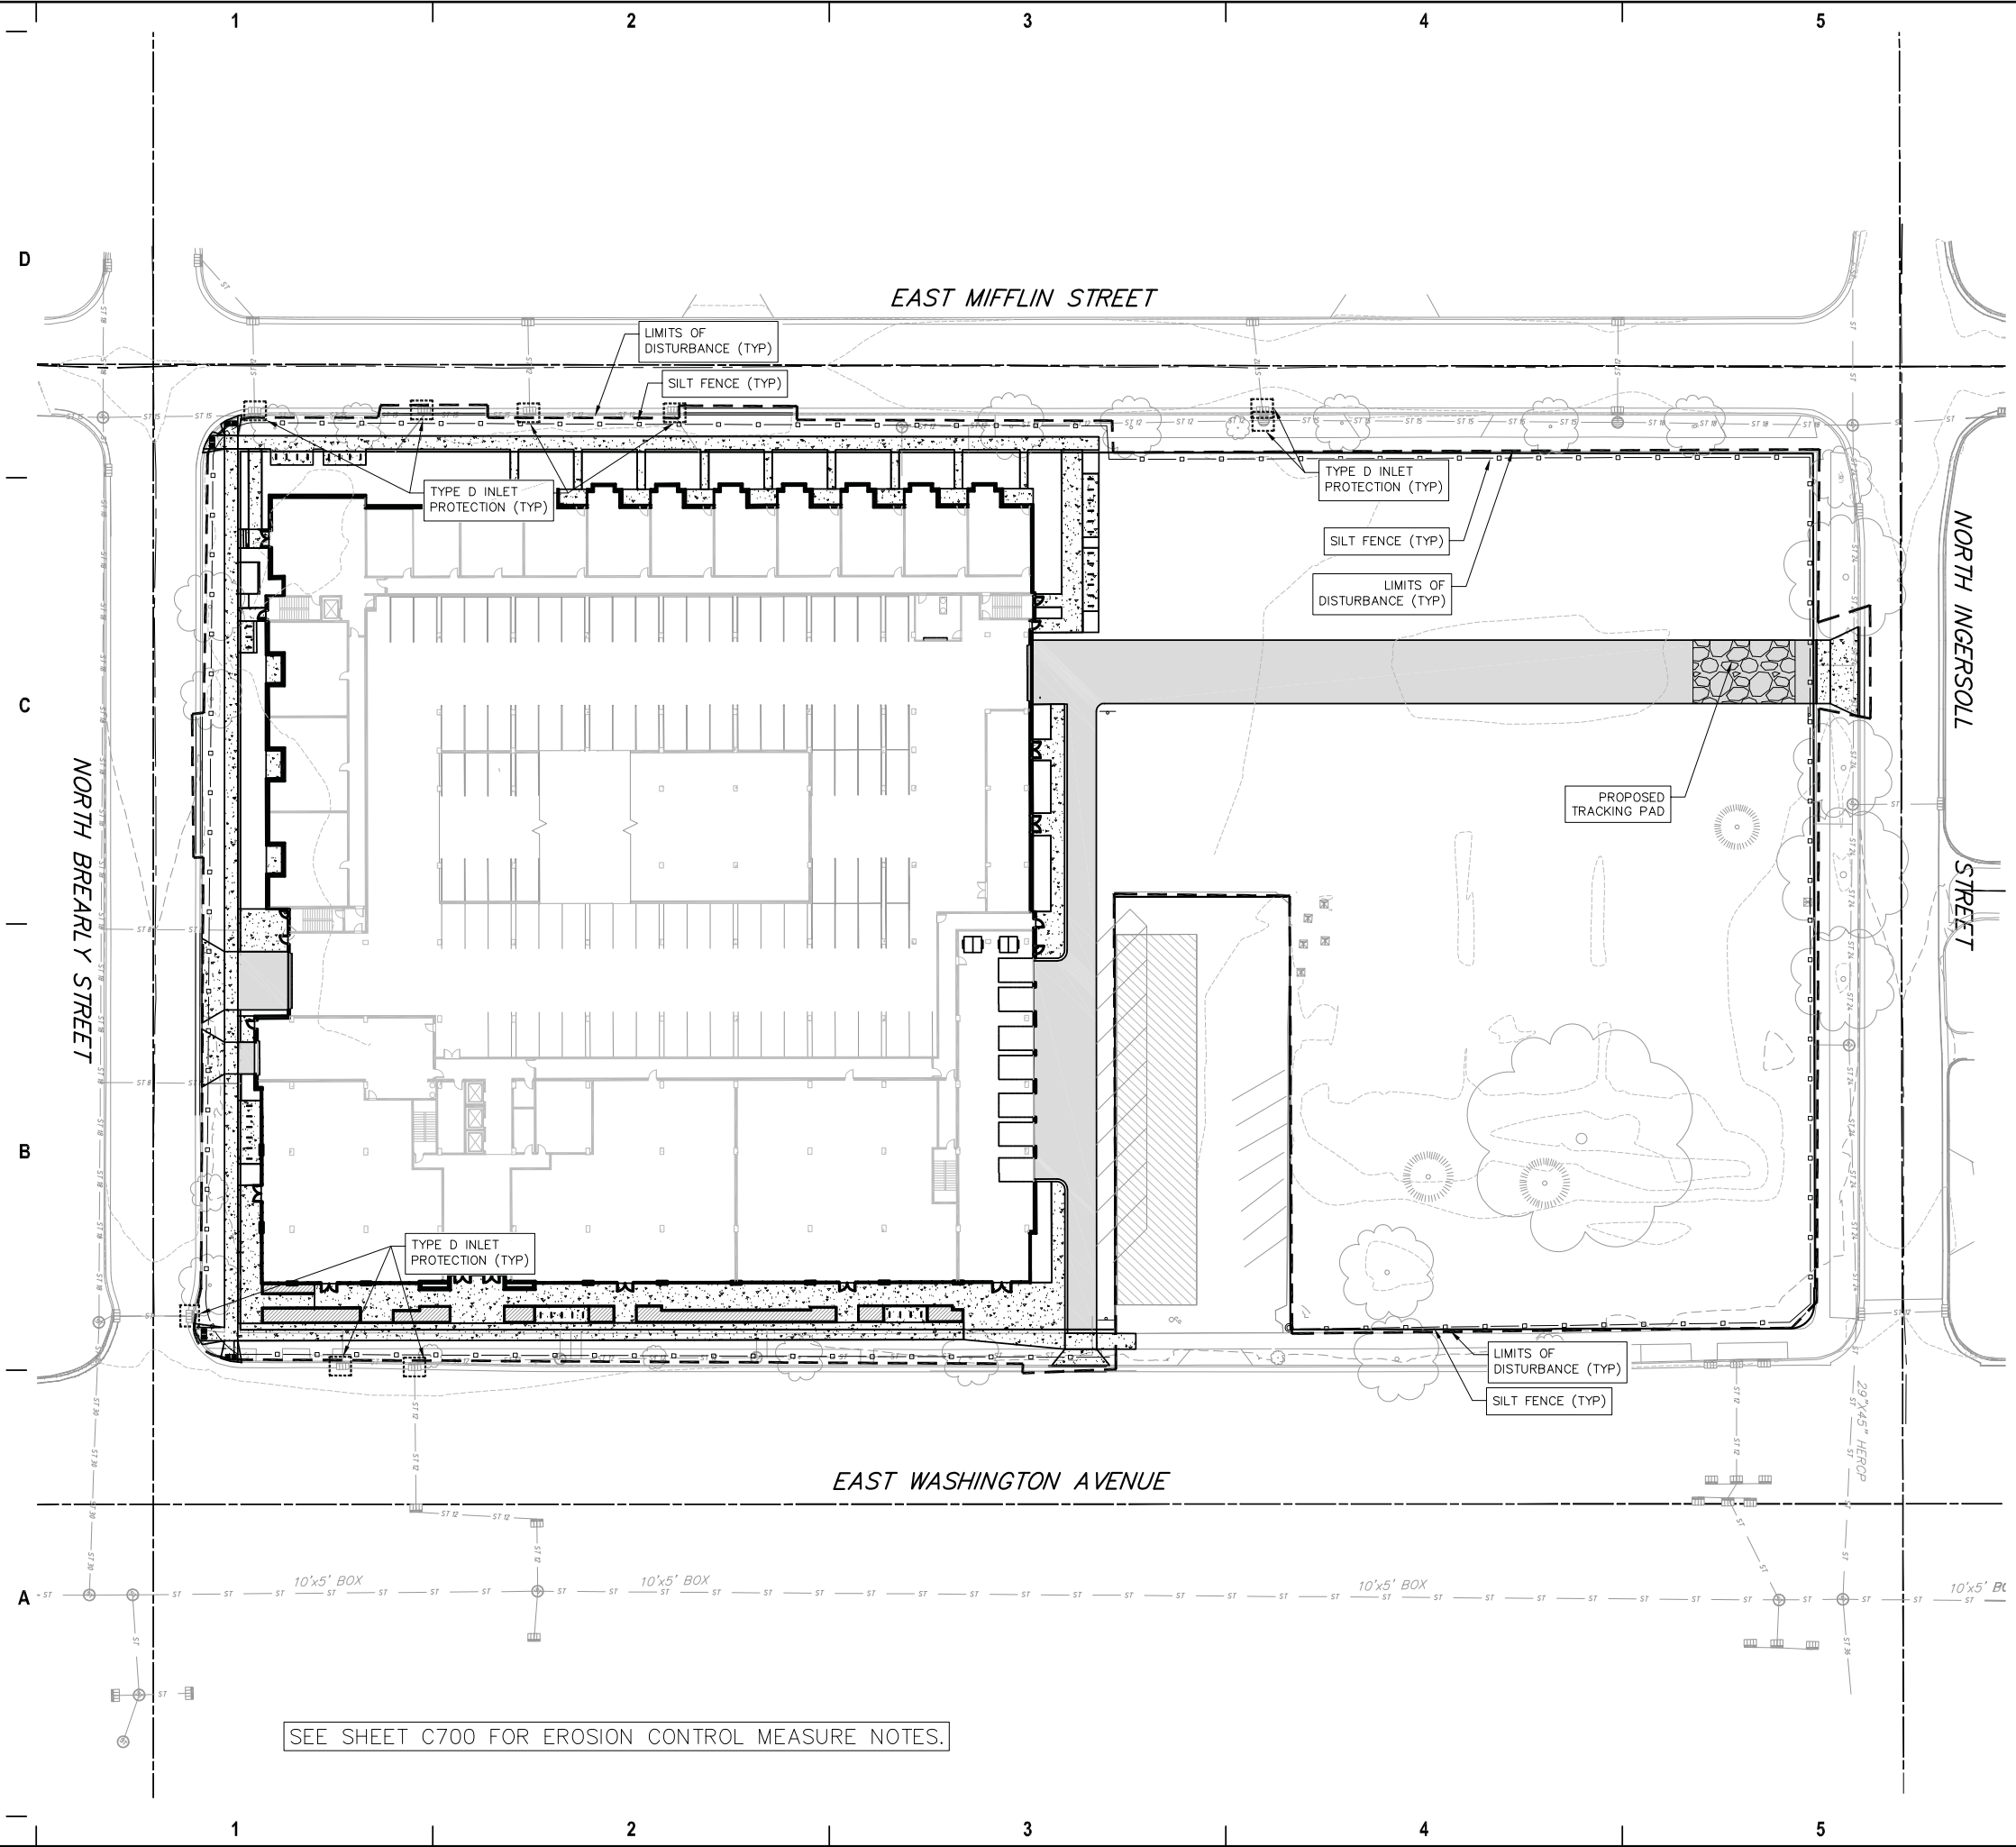 1 2 3 4 5
D
EAST MIFFLIN STREET
LIMITS OF
DISTURBANCE (TYP)
SILT FENCE (TYP)
TYPE D INLET
PROTECTION (TYP)
TYPE D INLET
PROTECTION (TYP)
SILT FENCE (TYP)
LIMITS OF
DISTURBANCE (TYP)
NORTH INGERSOLL STREET
C
NORTH BREARLY STREET
PROPOSED
TRACKING PAD
B
TYPE D INLET
PROTECTION (TYP)
LIMITS OF
DISTURBANCE (TYP)
SILT FENCE (TYP)
29"X45" HERCP
EAST WASHINGTON AVENUE
ST 12 ST 12
A
10'x5' BOX
10'x5' BOX
10'x5' BOX
SEE SHEET C700 FOR EROSION CONTROL MEASURE NOTES.
1 2 3 4 5